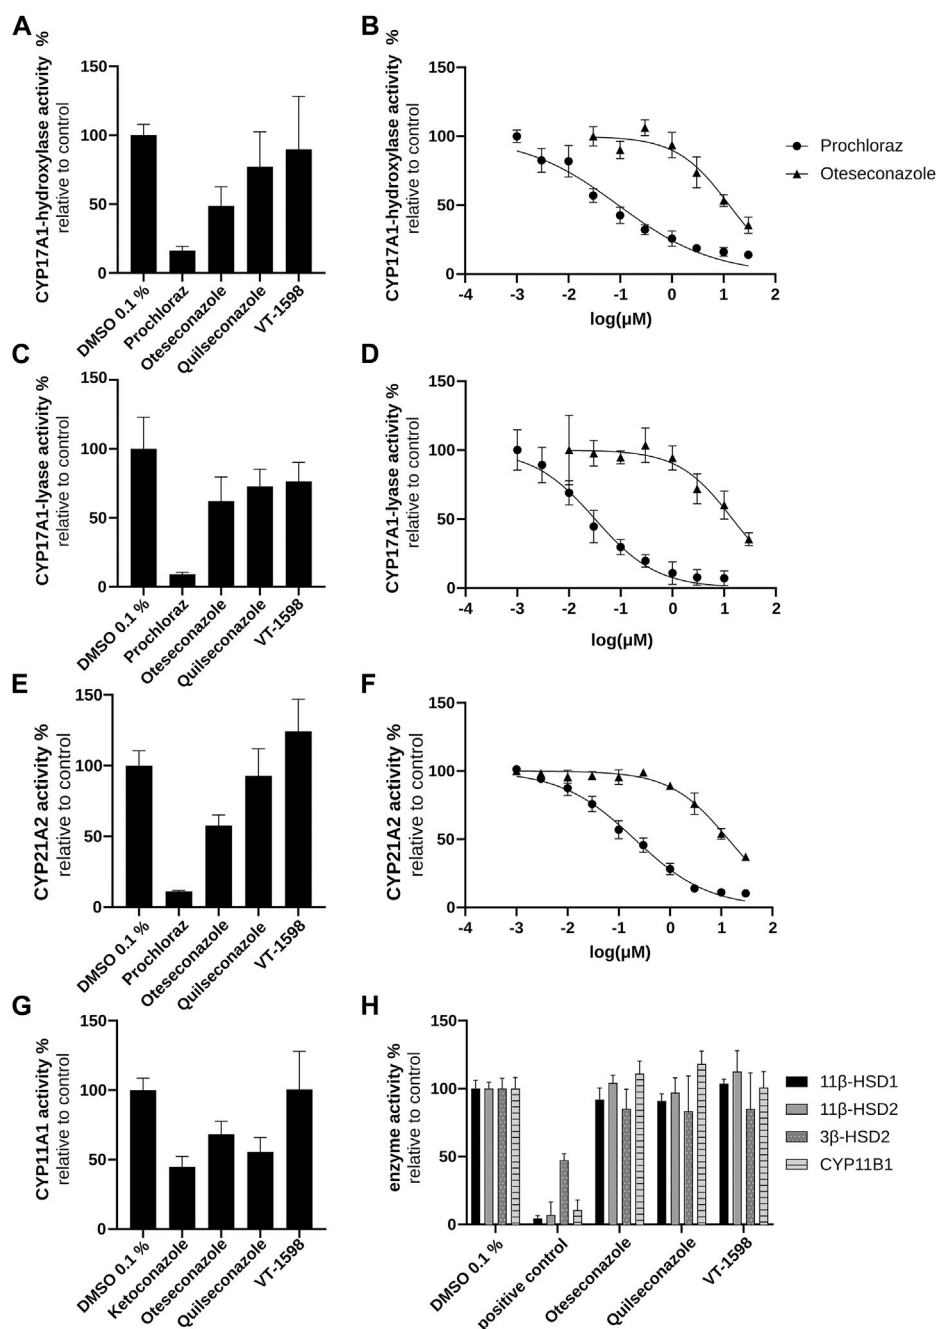 A
CYP17A1-hydroxylase activity %
relative to control
150
100
50
0
DMSO 0.1 %
Prochloraz
Oteseconazole
Quilseconazole
VT-1598
B
CYP17A1-hydroxylase activity %
relative to control
150
100
50
0
-4
-3
-2
-1
0
1
2
log(μM)
Prochloraz
Oteseconazole
C
CYP17A1-lyase activity %
relative to control
150
100
50
0
DMSO 0.1 %
Prochloraz
Oteseconazole
Quilseconazole
VT-1598
D
CYP17A1-lyase activity %
relative to control
150
100
50
0
-4
-3
-2
-1
0
1
2
log(μM)
E
CYP21A2 activity %
relative to control
150
100
50
0
DMSO 0.1 %
Prochloraz
Oteseconazole
Quilseconazole
VT-1598
F
CYP21A2 activity %
relative to control
150
100
50
0
-4
-3
-2
-1
0
1
2
log(μM)
G
CYP11A1 activity %
relative to control
150
100
50
0
DMSO 0.1 %
Ketoconazole
Oteseconazole
Quilseconazole
VT-1598
H
enzyme activity %
relative to control
150
100
50
0
DMSO 0.1 %
positive control
Oteseconazole
Quilseconazole
VT-1598
11β-HSD1
11β-HSD2
3β-HSD2
CYP11B1